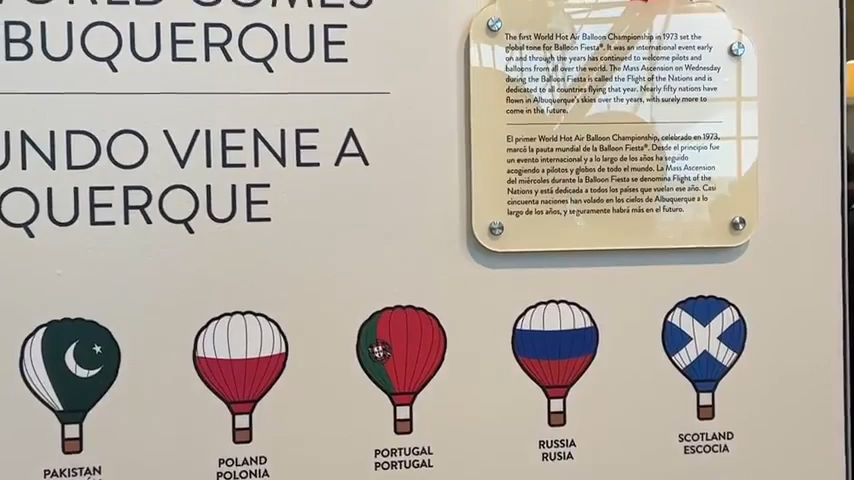 WORLD COMES
BUQUERQUE
UNDO VIENE A
QUERQUE
The first World Hot Air Balloon Championship in 1973 set the
global tone for Balloon Fiesta®. It was an international event early
on and through the years has continued to welcome pilots and
balloons from all over the world. The Mass Ascension on Wednesday
during the Balloon Fiesta is called the Flight of the Nations and is
dedicated to all countries flying that year. Nearly fifty nations have
flown in Albuquerque's skies over the years, with surely more to
come in the future.
El primer World Hot Air Balloon Championship, celebrado en 1973,
marcó la pauta mundial de la Balloon Fiesta®. Desde el principio fue
un evento internacional y a lo largo de los años ha seguido
acogiendo a pilotos y globos de todo el mundo. La Mass Ascension
del miércoles durante la Balloon Fiesta se denomina Flight of the
Nations y está dedicada a todos los países que vuelan ese año. Casi
cincuenta naciones han volado en los cielos de Albuquerque a lo
largo de los años, y seguramente habrá más en el futuro.
PAKISTAN
POLAND
POLONIA
PORTUGAL
PORTUGAL
RUSSIA
RUSIA
SCOTLAND
ESCOCIA